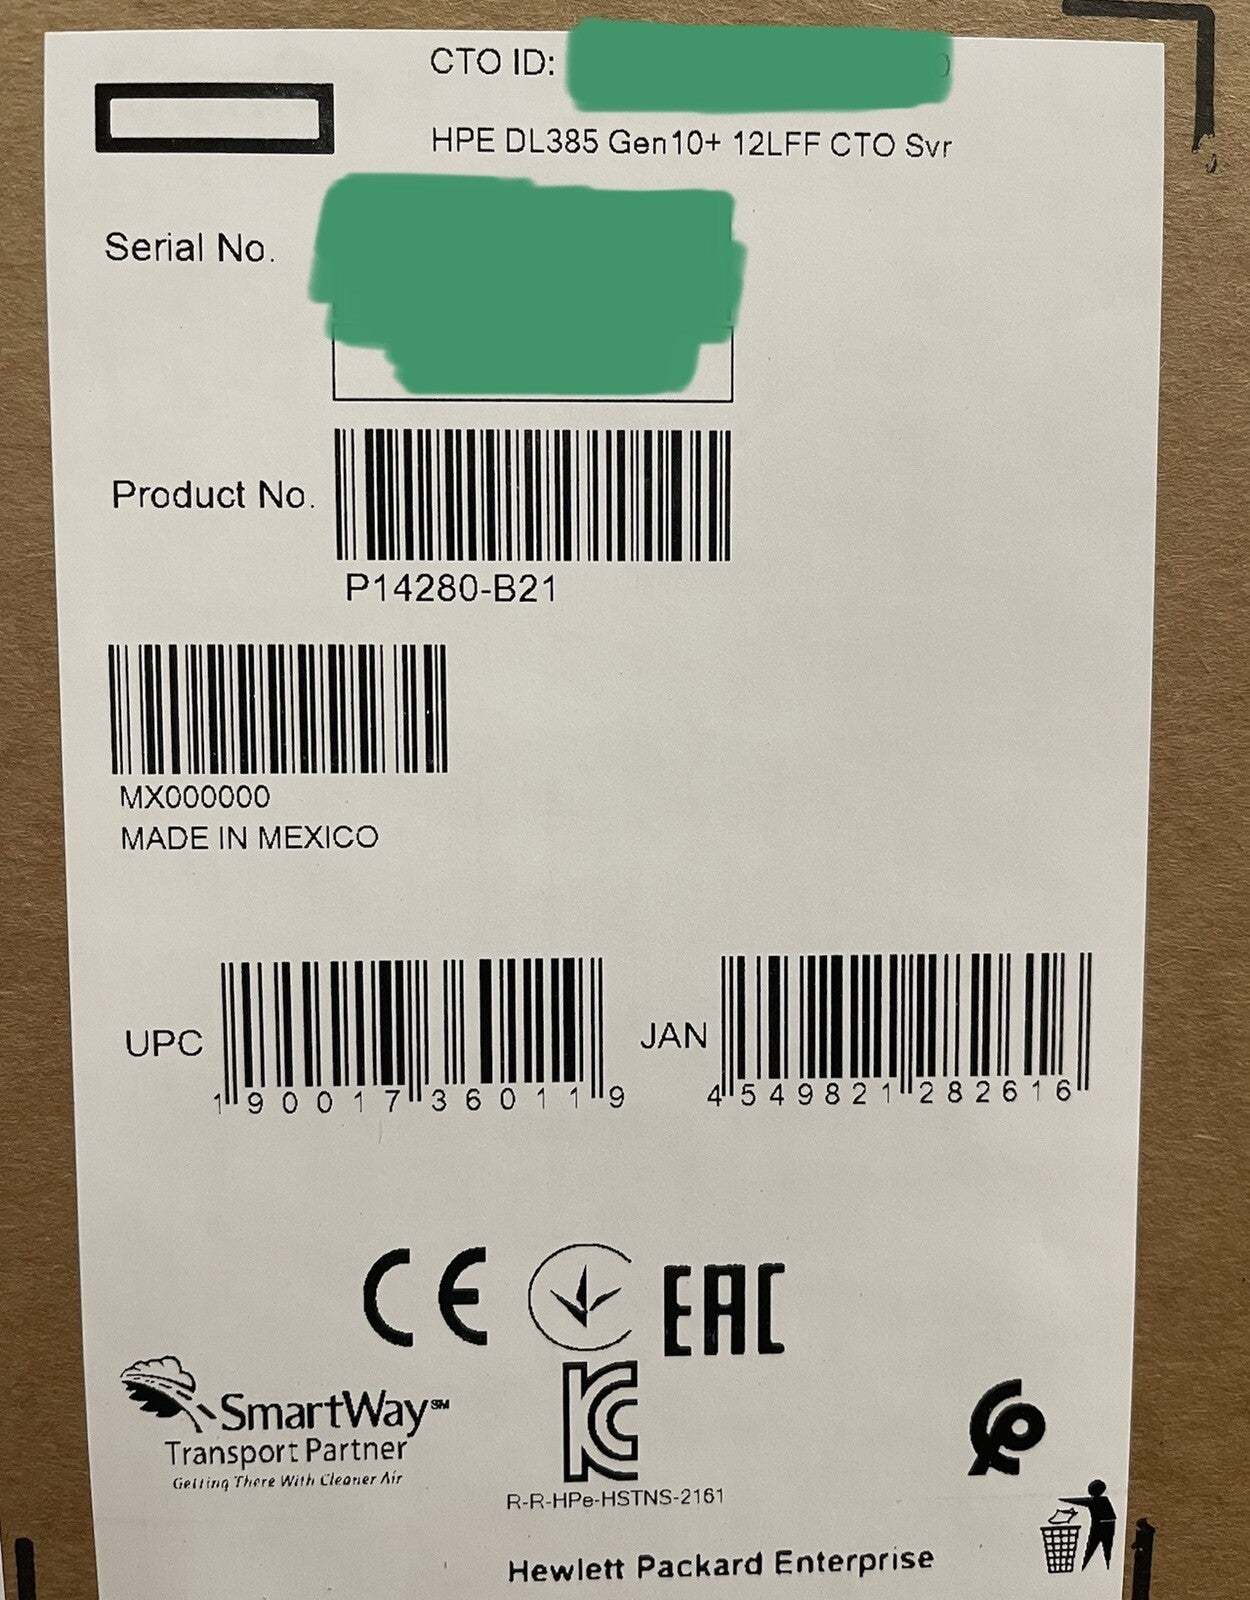 CTO ID:
HPE DL385 Gen10+ 12LFF CTO Svr
Serial No.
Product No.
P14280-B21
MX000000
MADE IN MEXICO
UPC
1 90017 36011 9
JAN
4 549821 282616
CE
EAC
SmartWay℠
Transport Partner
Getting There With Cleaner Air
KC
R-R-HPe-HSTNS-2161
Hewlett Packard Enterprise